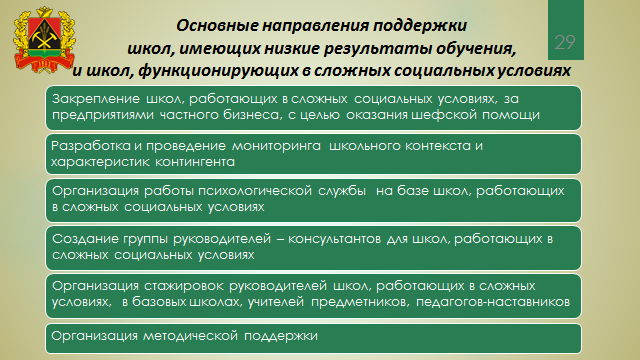 Основные направления поддержки
школ, имеющих низкие результаты обучения,
и школ, функционирующих в сложных социальных условиях
29
Закрепление школ, работающих в сложных социальных условиях, за
предприятиями частного бизнеса, с целью оказания шефской помощи
Разработка и проведение мониторинга школьного контекста и
характеристик контингента
Организация работы психологической службы на базе школ, работающих
в сложных социальных условиях
Создание группы руководителей – консультантов для школ, работающих в
сложных социальных условиях
Организация стажировок руководителей школ, работающих в сложных
условиях, в базовых школах, учителей предметников, педагогов-наставников
Организация методической поддержки